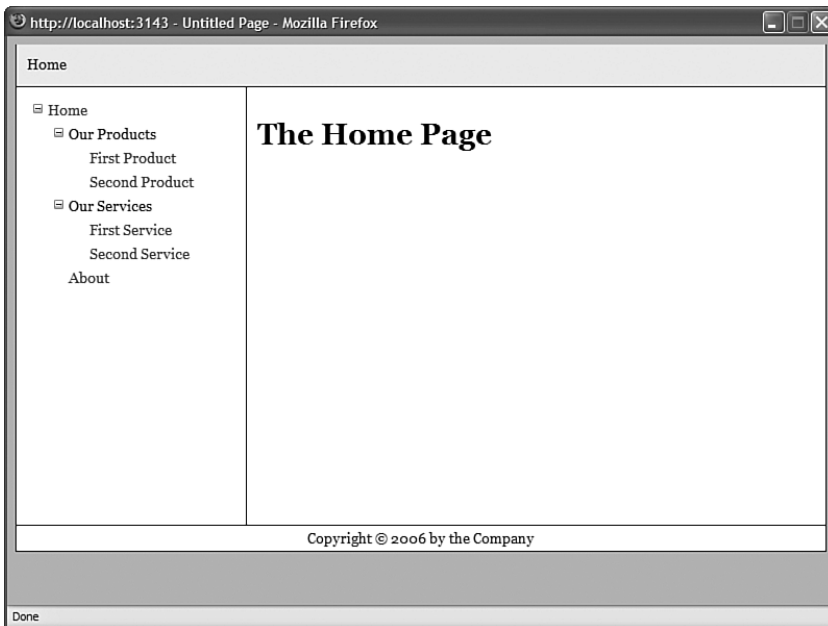 http://localhost:3143 - Untitled Page - Mozilla Firefox
Home
Home
Our Products
First Product
Second Product
Our Services
First Service
Second Service
About
The Home Page
Copyright © 2006 by the Company
Done